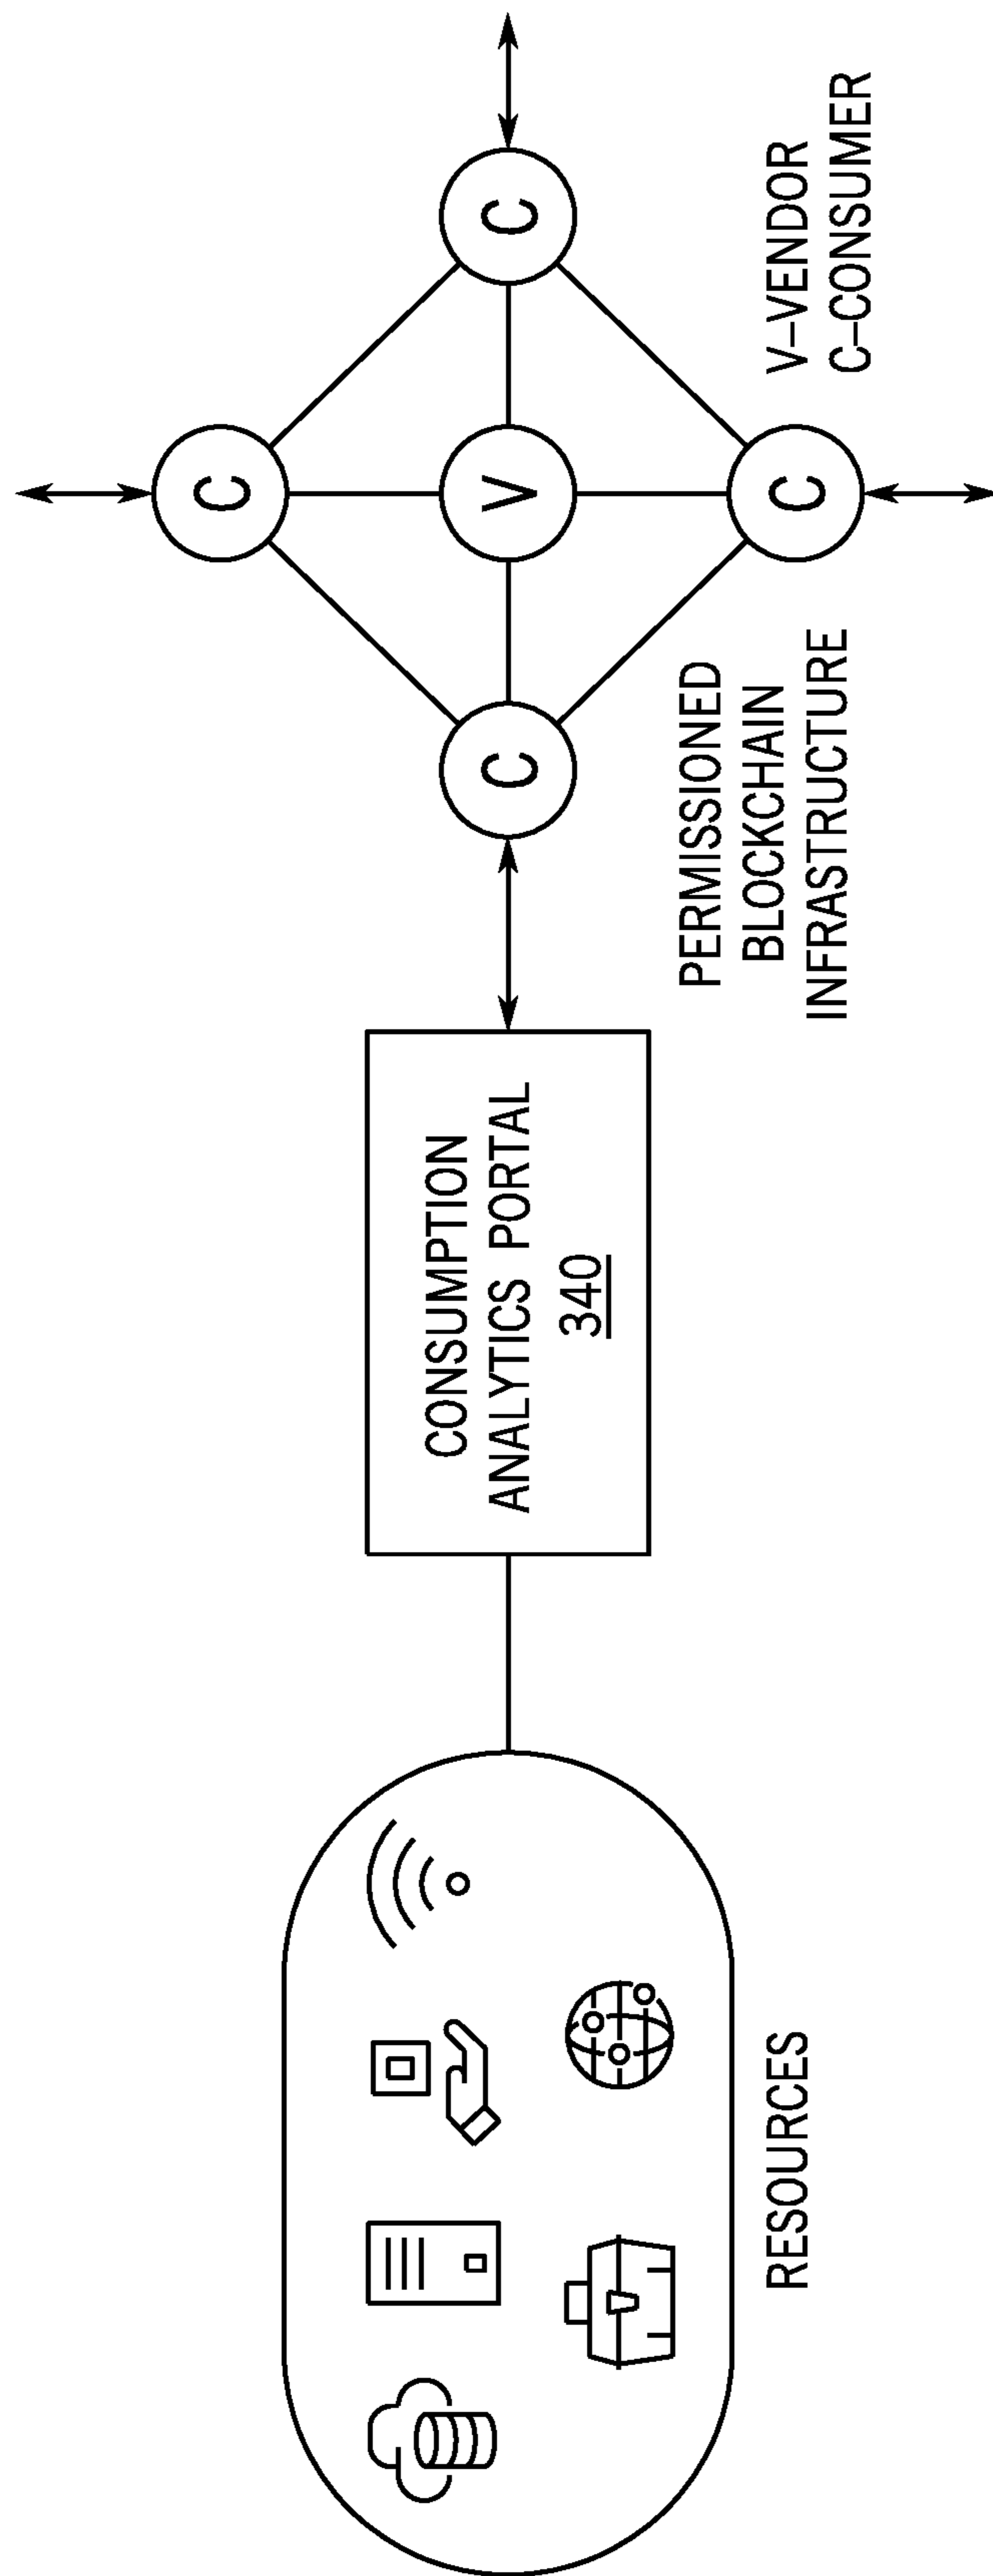 RESOURCES
CONSUMPTION
ANALYTICS PORTAL
340
PERMISSIONED
BLOCKCHAIN
INFRASTRUCTURE
C
C
V
C
C
V–VENDOR
C–CONSUMER